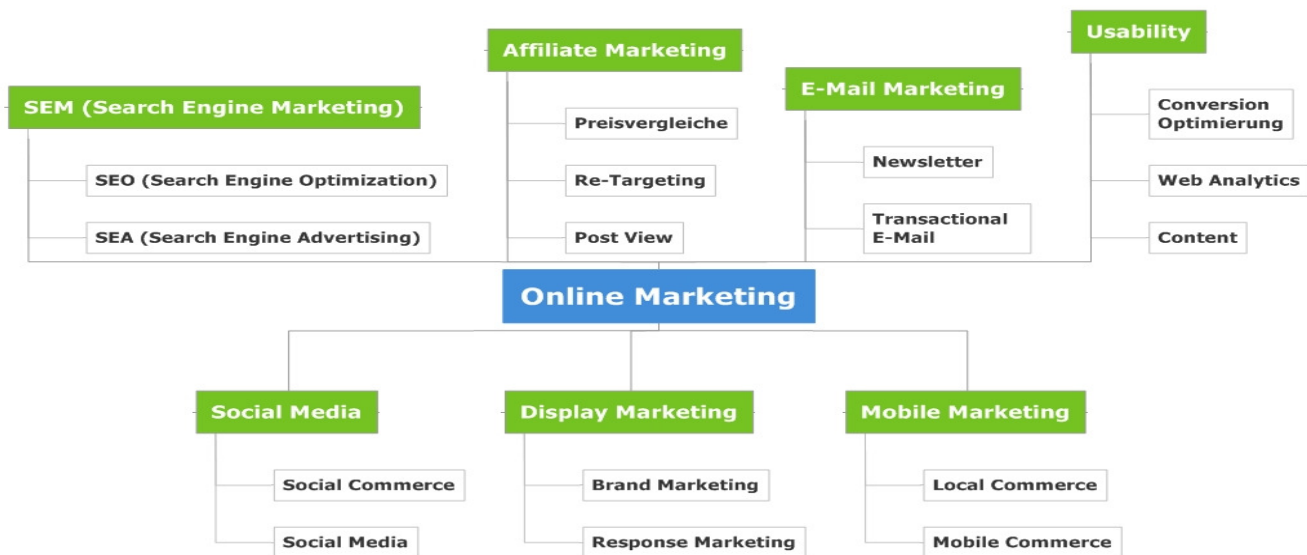 SEM (Search Engine Marketing)
SEO (Search Engine Optimization)
SEA (Search Engine Advertising)
Affiliate Marketing
Preisvergleiche
Re-Targeting
Post View
E-Mail Marketing
Newsletter
Transactional
E-Mail
Usability
Conversion
Optimierung
Web Analytics
Content
Online Marketing
Social Media
Social Commerce
Social Media
Display Marketing
Brand Marketing
Response Marketing
Mobile Marketing
Local Commerce
Mobile Commerce